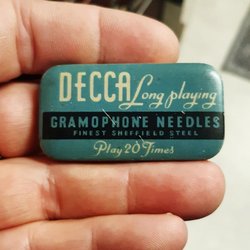 DECCA Long playing
GRAMOPHONE NEEDLES
FINEST SHEFFIELD STEEL
Play 20 Times